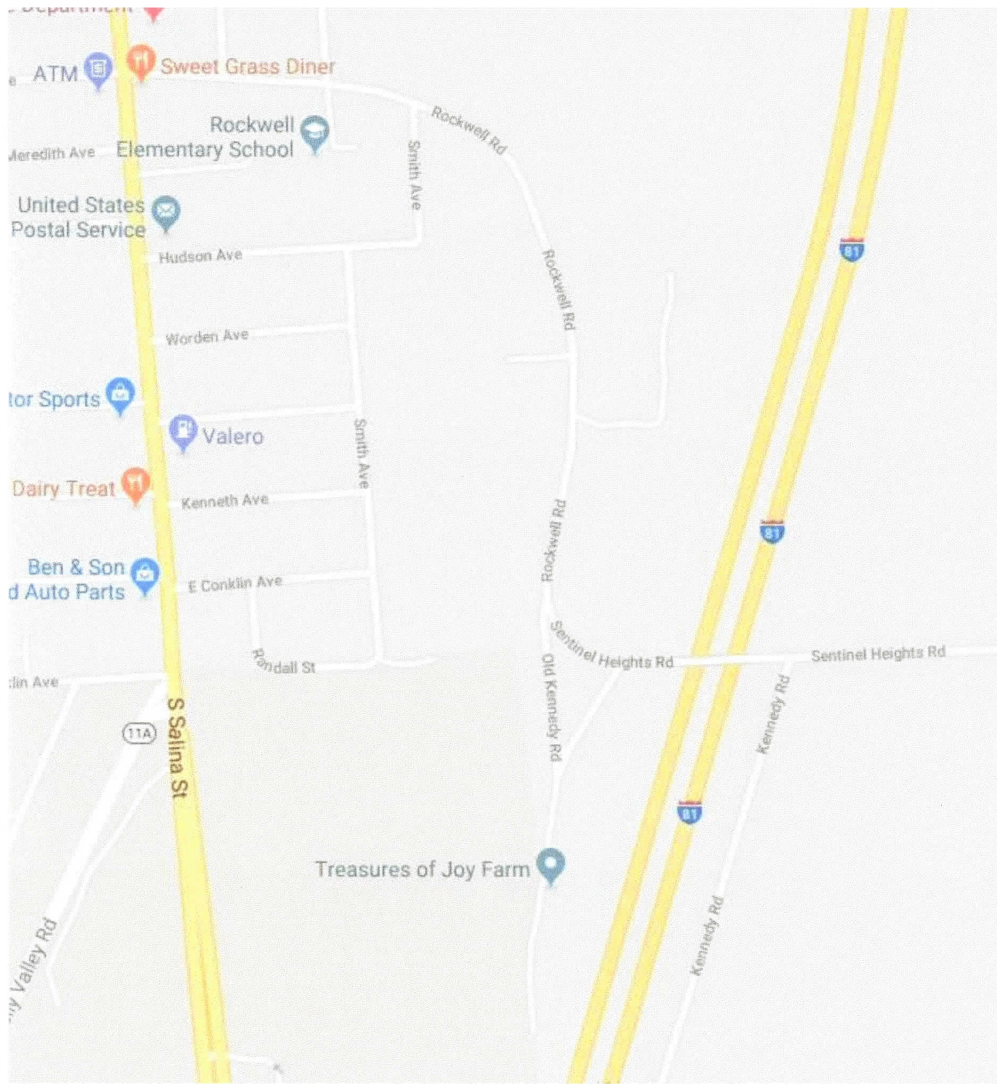 Department
ATM
Sweet Grass Diner
Rockwell
Elementary School
Rockwell Rd
Meredith Ave
Smith Ave
United States
Postal Service
Hudson Ave
81
Rockwell Rd
Worden Ave
tor Sports
Valero
Smith Ave
Dairy Treat
Kenneth Ave
Rockwell Rd
81
Ben & Son
d Auto Parts
E Conklin Ave
Sentinel Heights Rd
Sentinel Heights Rd
Randall St
lin Ave
Old Kennedy Rd
Kennedy Rd
11A
S Salina St
81
Treasures of Joy Farm
Kennedy Rd
Valley Rd